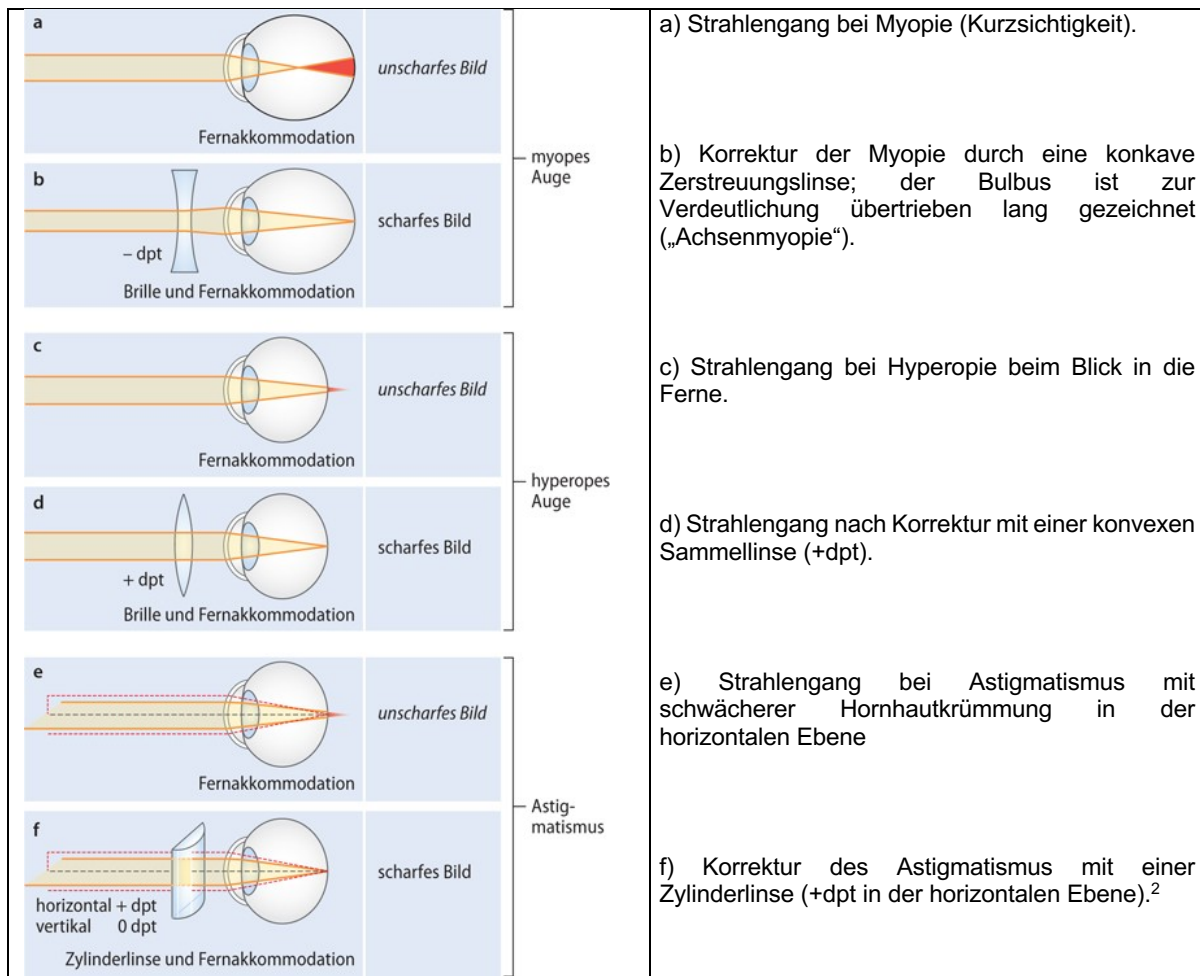 a
unscharfes Bild
Fernakkommodation
b
– dpt
scharfes Bild
Brille und Fernakkommodation
myopes
Auge
c
unscharfes Bild
Fernakkommodation
d
+ dpt
scharfes Bild
Brille und Fernakkommodation
hyperopes
Auge
e
unscharfes Bild
Fernakkommodation
f
horizontal + dpt
vertikal 0 dpt
scharfes Bild
Zylinderlinse und Fernakkommodation
Astig-
matismus
a) Strahlengang bei Myopie (Kurzsichtigkeit).
b) Korrektur der Myopie durch eine konkave
Zerstreuungslinse; der Bulbus ist zur
Verdeutlichung übertrieben lang gezeichnet
(„Achsenmyopie“).
c) Strahlengang bei Hyperopie beim Blick in die
Ferne.
d) Strahlengang nach Korrektur mit einer konvexen
Sammellinse (+dpt).
e) Strahlengang bei Astigmatismus mit
schwächerer Hornhautkrümmung in der
horizontalen Ebene
f) Korrektur des Astigmatismus mit einer
Zylinderlinse (+dpt in der horizontalen Ebene).²